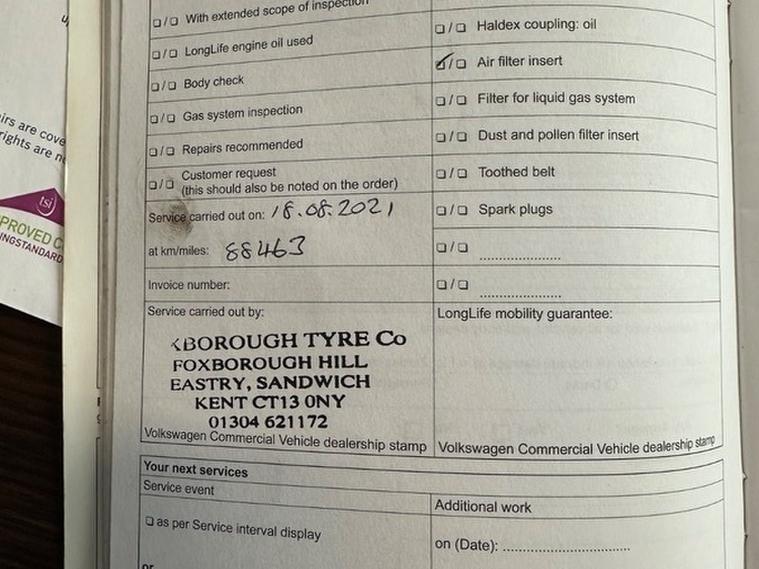 With extended scope of inspection
LongLife engine oil used
Body check
Gas system inspection
Repairs recommended
Customer request
(this should also be noted on the order)
Service carried out on: 18.08.2021
at km/miles: 88463
Invoice number:
Service carried out by:
BOROUGH TYRE Co
FOXBOROUGH HILL
EASTRY, SANDWICH
KENT CT13 0NY
01304 621172
Volkswagen Commercial Vehicle dealership stamp
Haldex coupling: oil
Air filter insert
Filter for liquid gas system
Dust and pollen filter insert
Toothed belt
Spark plugs
LongLife mobility guarantee:
Volkswagen Commercial Vehicle dealership stamp
Your next services
Service event
as per Service interval display
or
Additional work
on (Date):
irs are cove
rights are n
tsi
PROVED C
INGSTANDARD